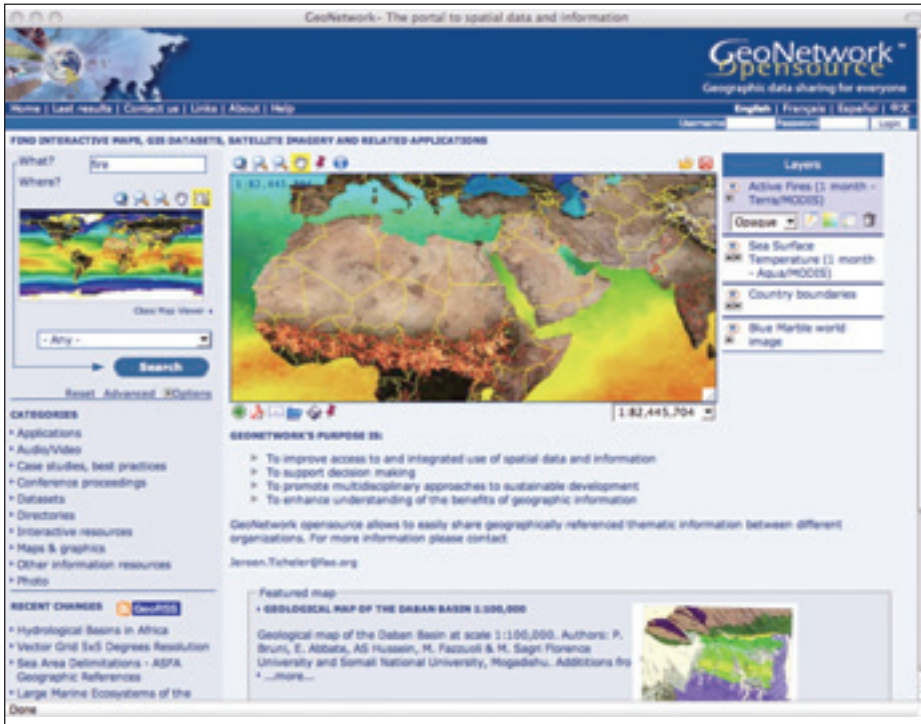 GeoNetwork - The portal to spatial data and information
GeoNetwork
Opensource
Geographic data sharing for everyone
Home | Last results | Contact us | Links | About | Help
English | Français | Español | 中文
Username
Password
Login
FIND INTERACTIVE MAPS, GIS DATASETS, SATELLITE IMAGERY AND RELATED APPLICATIONS
What?
fire
Where?
Close Map Viewer
- Any -
Search
Reset Advanced Options
CATEGORIES
Applications
Audio/Video
Case studies, best practices
Conference proceedings
Datasets
Directories
Interactive resources
Maps & graphics
Other information resources
Photo
RECENT CHANGES GeoRSS
Hydrological Basins in Africa
Vector Grid 5x5 Degrees Resolution
Sea Area Delimitations - ASFA
Geographic References
Large Marine Ecosystems of the
1:82,445,704
1:82,445,704
Layers
Active Fires (1 month -
Terra/MODIS)
Opaque
Sea Surface
Temperature (1 month
- Aqua/MODIS)
Country boundaries
Blue Marble world
image
GEONETWORK'S PURPOSE IS:
To improve access to and integrated use of spatial data and information
To support decision making
To promote multidisciplinary approaches to sustainable development
To enhance understanding of the benefits of geographic information
GeoNetwork opensource allows to easily share geographically referenced thematic information between different
organizations. For more information please contact
Jeroen.Ticheler@fao.org
Featured map
GEOLOGICAL MAP OF THE DABAN BASIN 1:100,000
Geological map of the Daban Basin at scale 1:100,000. Authors: P.
Bruni, E. Abbate, AS Hussein, M. Fazzuoli & M. Sagri Florence
University and Somali National University, Mogadishu. Additions fro
...more...
Done